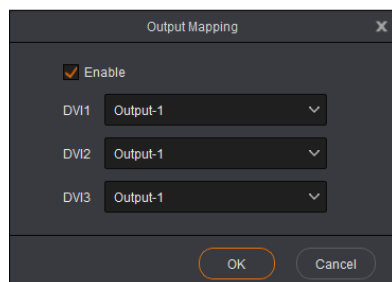 Output Mapping
Enable
DVI1 Output-1
DVI2 Output-1
DVI3 Output-1
OK Cancel